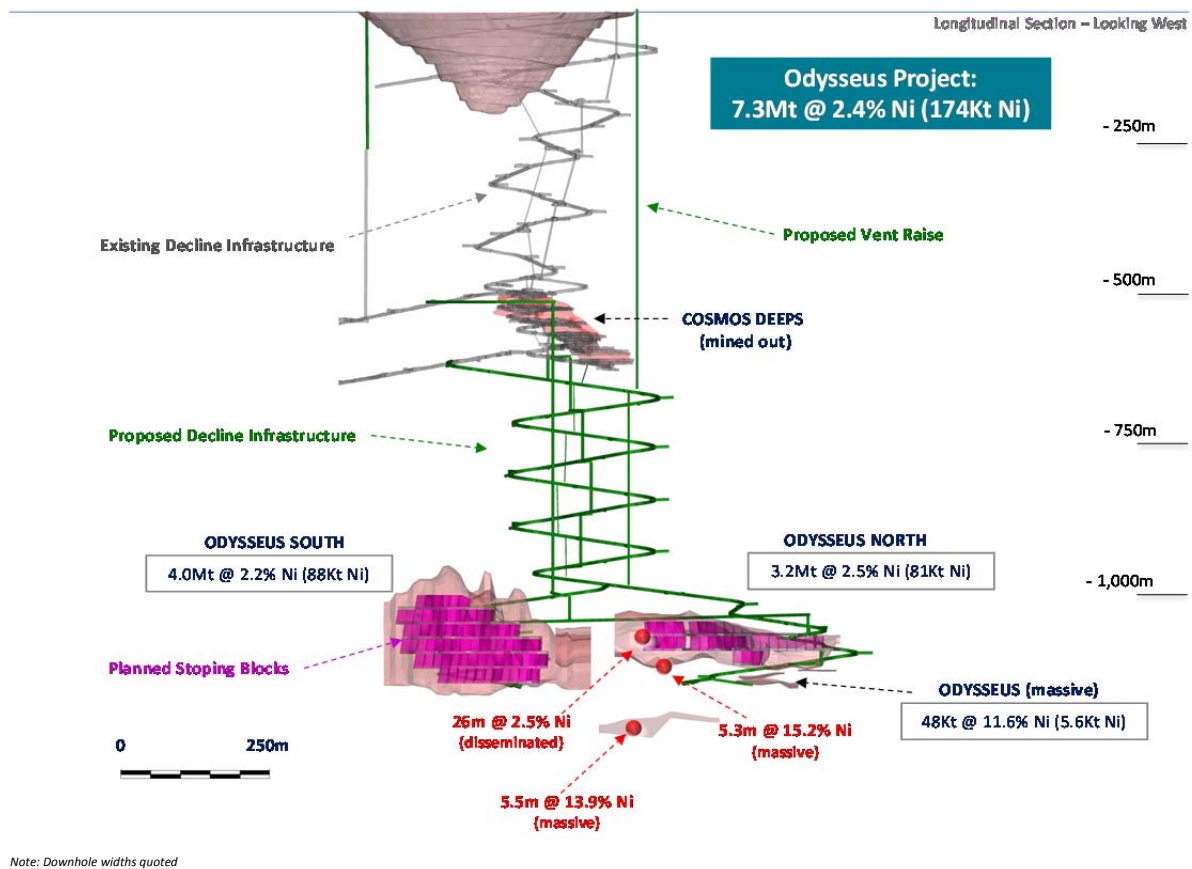 Longitudinal Section – Looking West
Odysseus Project:
7.3Mt @ 2.4% Ni (174Kt Ni)
- 250m
Existing Decline Infrastructure
Proposed Vent Raise
- 500m
COSMOS DEEPS
(mined out)
Proposed Decline Infrastructure
- 750m
ODYSSEUS SOUTH
4.0Mt @ 2.2% Ni (88Kt Ni)
ODYSSEUS NORTH
3.2Mt @ 2.5% Ni (81Kt Ni)
- 1,000m
Planned Stoping Blocks
ODYSSEUS (massive)
48Kt @ 11.6% Ni (5.6Kt Ni)
26m @ 2.5% Ni
(disseminated)
5.3m @ 15.2% Ni
(massive)
0 250m
5.5m @ 13.9% Ni
(massive)
Note: Downhole widths quoted